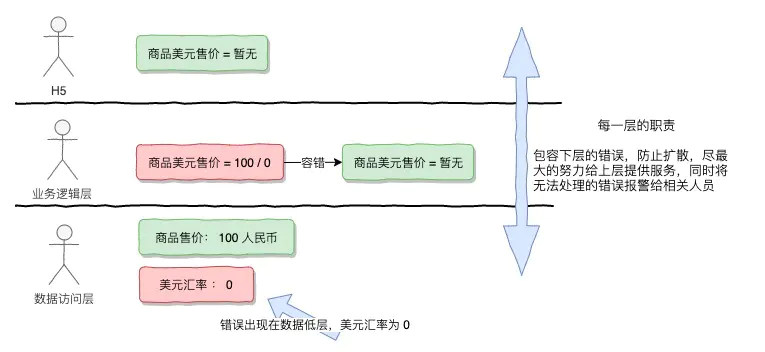 商品美元售价 = 暂无
H5
每一层的职责
包容下层的错误，防止扩散，尽最
大的努力给上层提供服务，同时将
无法处理的错误报警给相关人员
商品美元售价 = 100 / 0
容错
商品美元售价 = 暂无
业务逻辑层
商品售价： 100 人民币
美元汇率 ： 0
数据访问层
错误出现在数据低层，美元汇率为 0